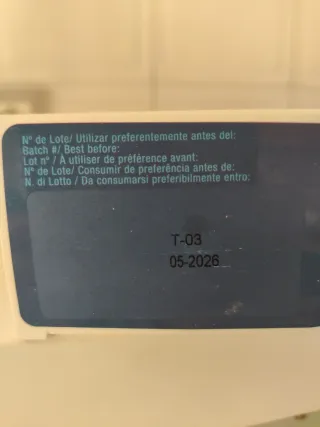 Nº de Lote/ Utilizar preferentemente antes del:
Batch #/ Best before:
Lot nº / À utiliser de préférence avant:
Nº de Lote/ Consumir de preferência antes de:
N. di Lotto / Da consumarsi preferibilmente entro:
T-03
05-2026